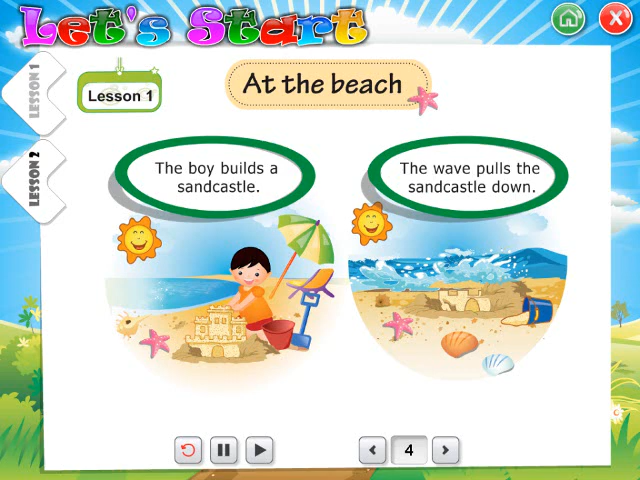 Let's Start
LESSON 1
Lesson 1
At the beach
LESSON 2
The boy builds a
sandcastle.
The wave pulls the
sandcastle down.
4